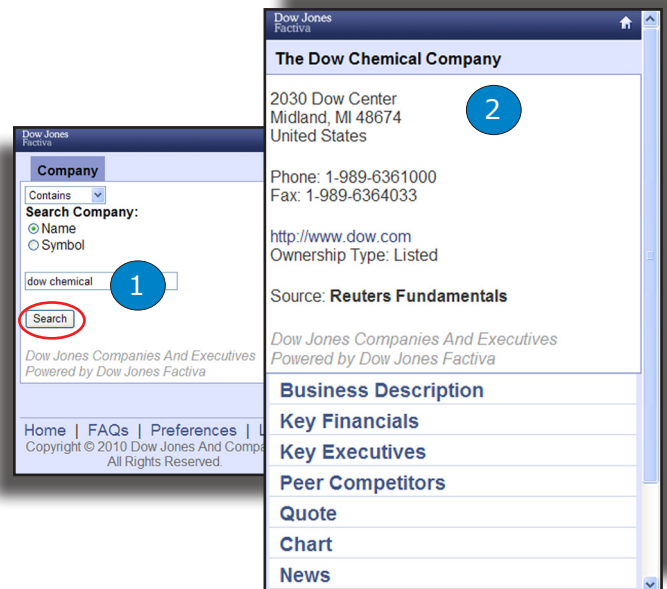 Dow Jones
Factiva
Company
Contains
Search Company:
Name
Symbol
dow chemical
1
Search
Dow Jones Companies And Executives
Powered by Dow Jones Factiva
Home | FAQs | Preferences | L
Copyright © 2010 Dow Jones And Compa
All Rights Reserved.
Dow Jones
Factiva
The Dow Chemical Company
2030 Dow Center
2
Midland, MI 48674
United States
Phone: 1-989-6361000
Fax: 1-989-6364033
http://www.dow.com
Ownership Type: Listed
Source: Reuters Fundamentals
Dow Jones Companies And Executives
Powered by Dow Jones Factiva
Business Description
Key Financials
Key Executives
Peer Competitors
Quote
Chart
News